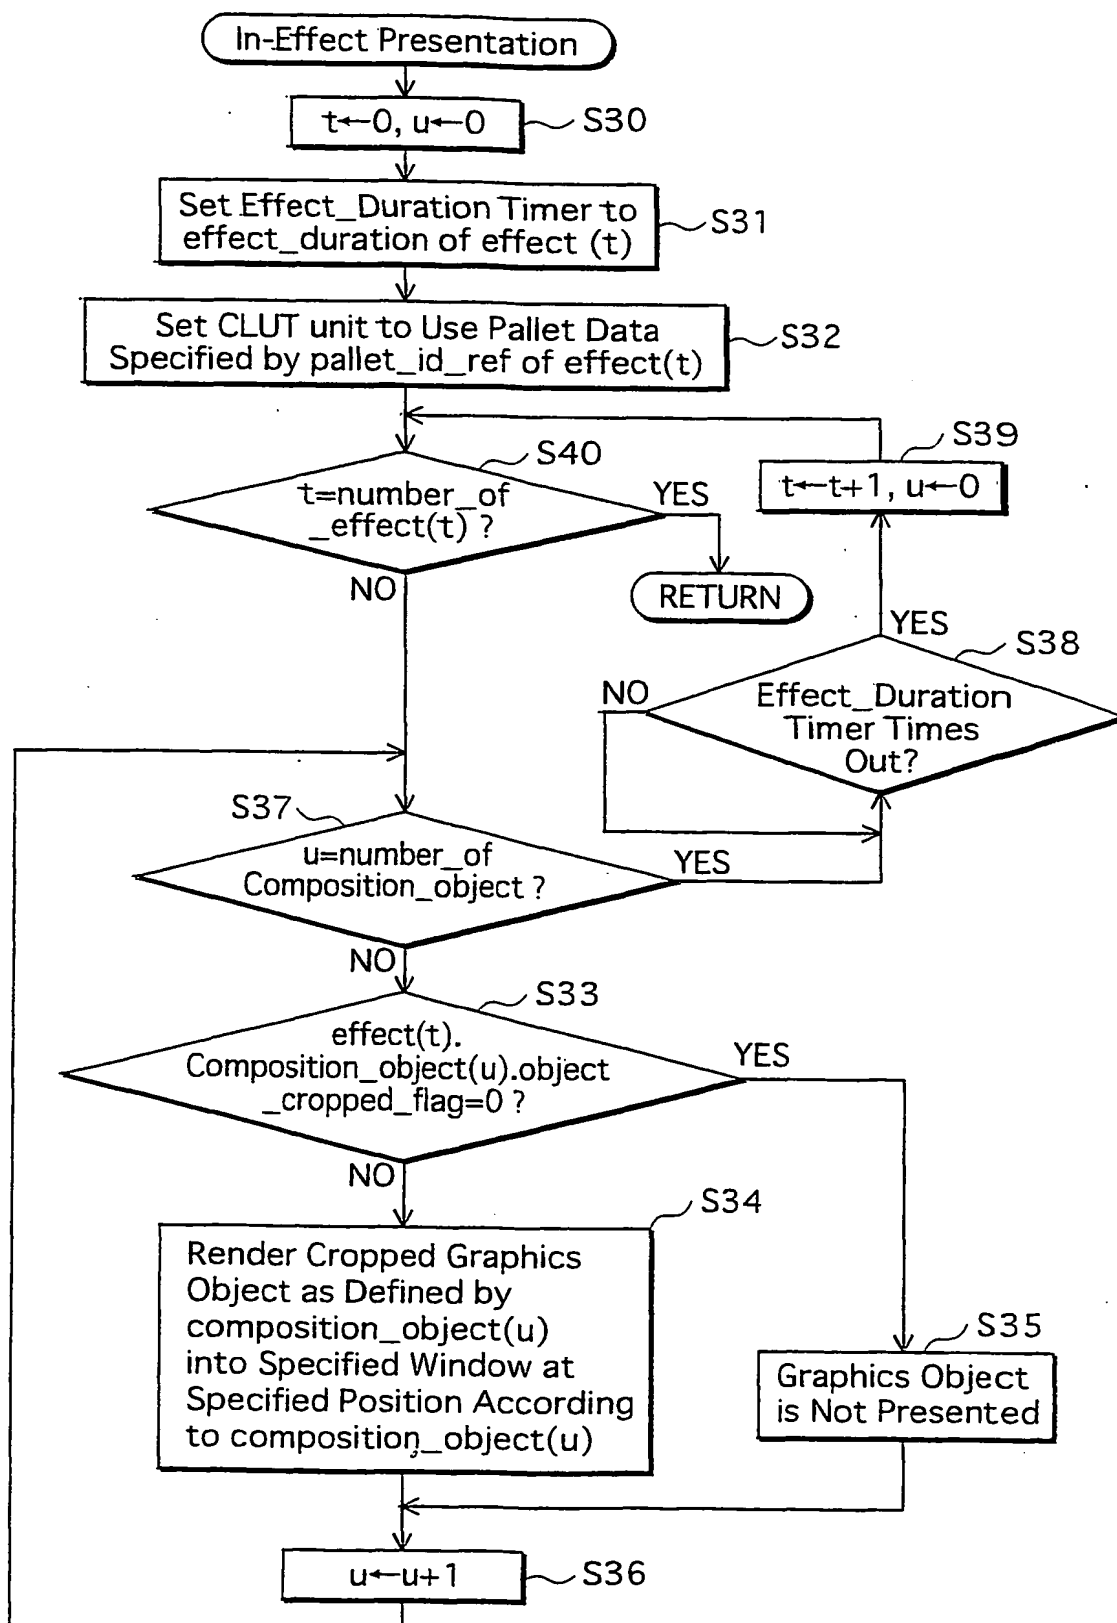 In-Effect Presentation
t←0, u←0
S30
Set Effect_Duration Timer to
effect_duration of effect (t)
S31
Set CLUT unit to Use Pallet Data
Specified by pallet_id_ref of effect(t)
S32
S39
t←t+1, u←0
S40
t=number_of
_effect(t) ?
YES
NO
RETURN
YES
S38
NO
Effect_Duration
Timer Times
Out?
S37
u=number_of
Composition_object ?
YES
NO
S33
effect(t).
Composition_object(u).object
_cropped_flag=0 ?
YES
NO
S34
Render Cropped Graphics
Object as Defined by
composition_object(u)
into Specified Window at
Specified Position According
to composition_object(u)
S35
Graphics Object
is Not Presented
u←u+1
S36